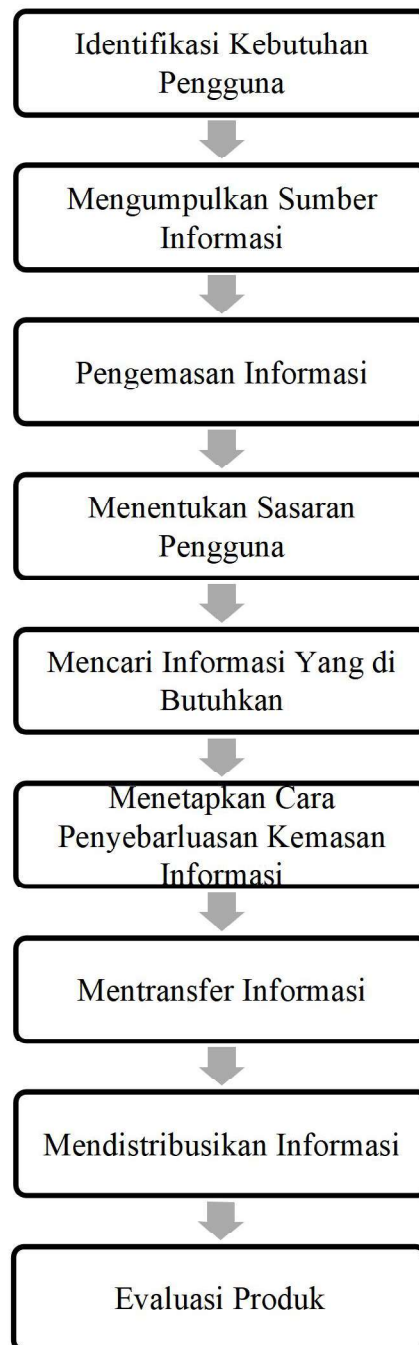 Identifikasi Kebutuhan
Pengguna
Mengumpulkan Sumber
Informasi
Pengemasan Informasi
Menentukan Sasaran
Pengguna
Mencari Informasi Yang di
Butuhkan
Menetapkan Cara
Penyebarluasan Kemasan
Informasi
Mentransfer Informasi
Mendistribusikan Informasi
Evaluasi Produk